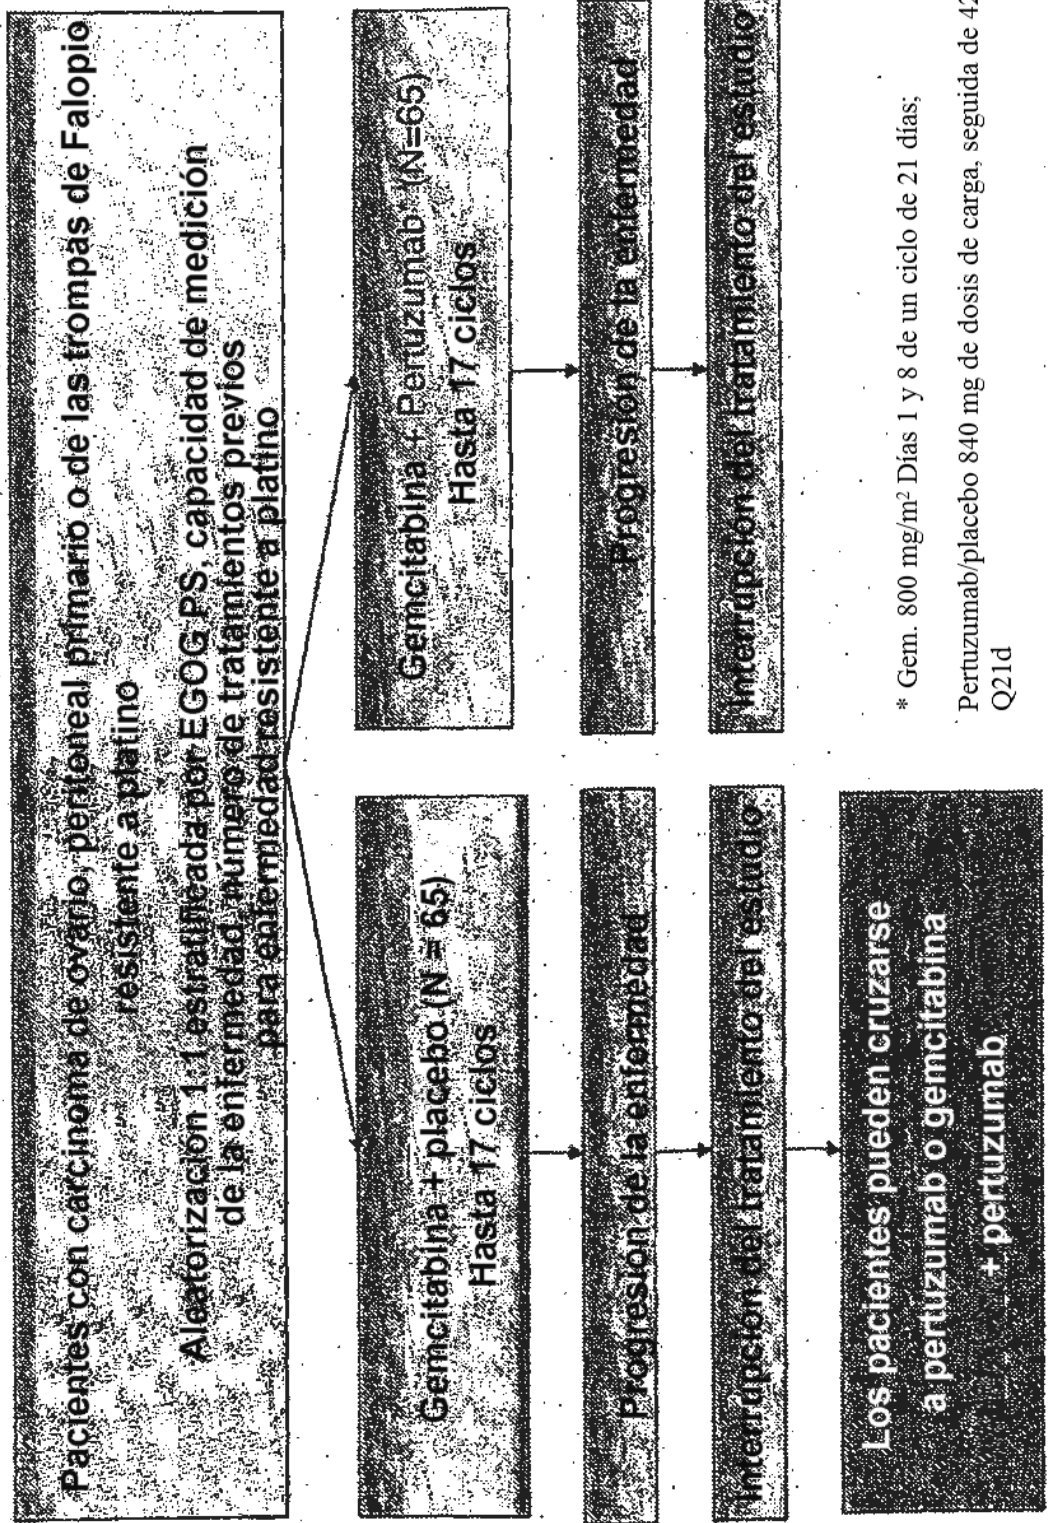 Pacientes con carcinoma de ovario, peritoneal primario o de las trompas de Falopio
resistente a platino
Aleatorización 1:1 estratificada por EGOG PS, capacidad de medición
de la enfermedad, número de tratamientos previos
para enfermedad resistente a platino
Gemcitabina + placebo (N = 65)
Hasta 17 ciclos
Progresión de la enfermedad
Interrupción del tratamiento del estudio
Los pacientes pueden cruzarse
a pertuzumab o gemcitabina
+ pertuzumab
Gemcitabina + Pertuzumab* (N=65)
Hasta 17 ciclos
Progresión de la enfermedad
Interrupción del tratamiento del estudio
* Gem. 800 mg/m² Días 1 y 8 de un ciclo de 21 días;
Pertuzumab/placebo 840 mg de dosis de carga, seguida de 42
Q21d